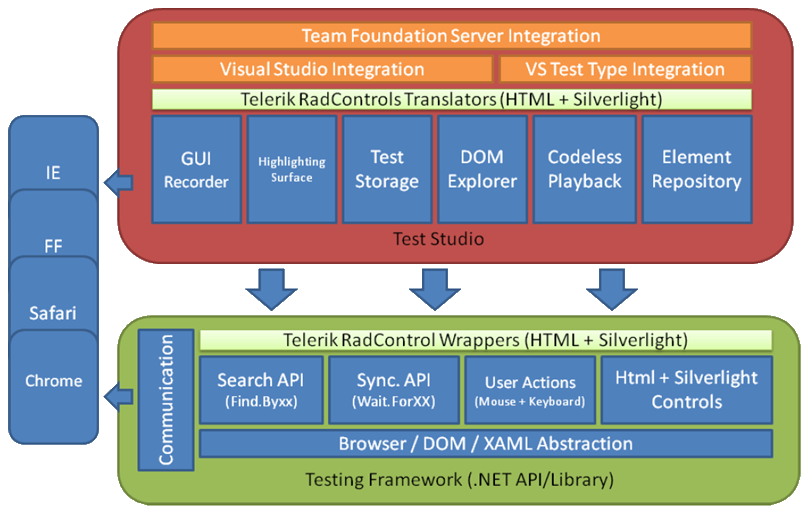 Team Foundation Server Integration
Visual Studio Integration
VS Test Type Integration
Telerik RadControls Translators (HTML + Silverlight)
GUI
Recorder
Highlighting
Surface
Test
Storage
DOM
Explorer
Codeless
Playback
Element
Repository
Test Studio
IE
FF
Safari
Chrome
Communication
Telerik RadControl Wrappers (HTML + Silverlight)
Search API
(Find.Byxx)
Sync. API
(Wait.ForXX)
User Actions
(Mouse + Keyboard)
Html + Silverlight
Controls
Browser / DOM / XAML Abstraction
Testing Framework (.NET API/Library)